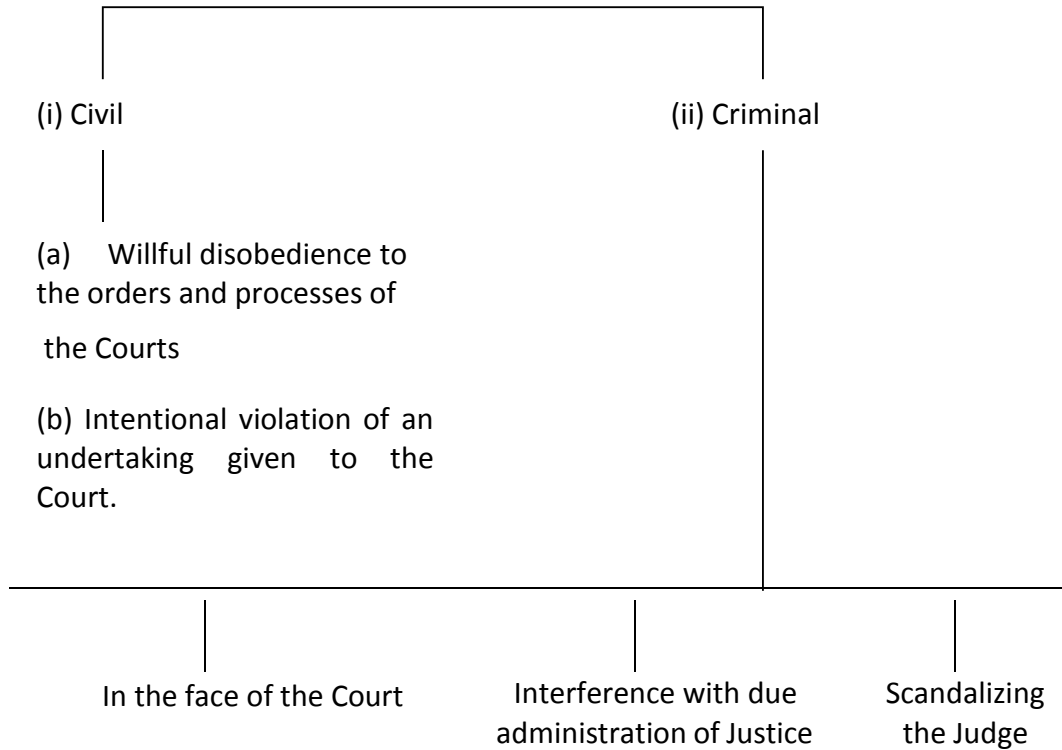 (i) Civil
(ii) Criminal
(a) Willful disobedience to
the orders and processes of
the Courts
(b) Intentional violation of an
undertaking given to the
Court.
In the face of the Court
Interference with due
administration of Justice
Scandalizing
the Judge